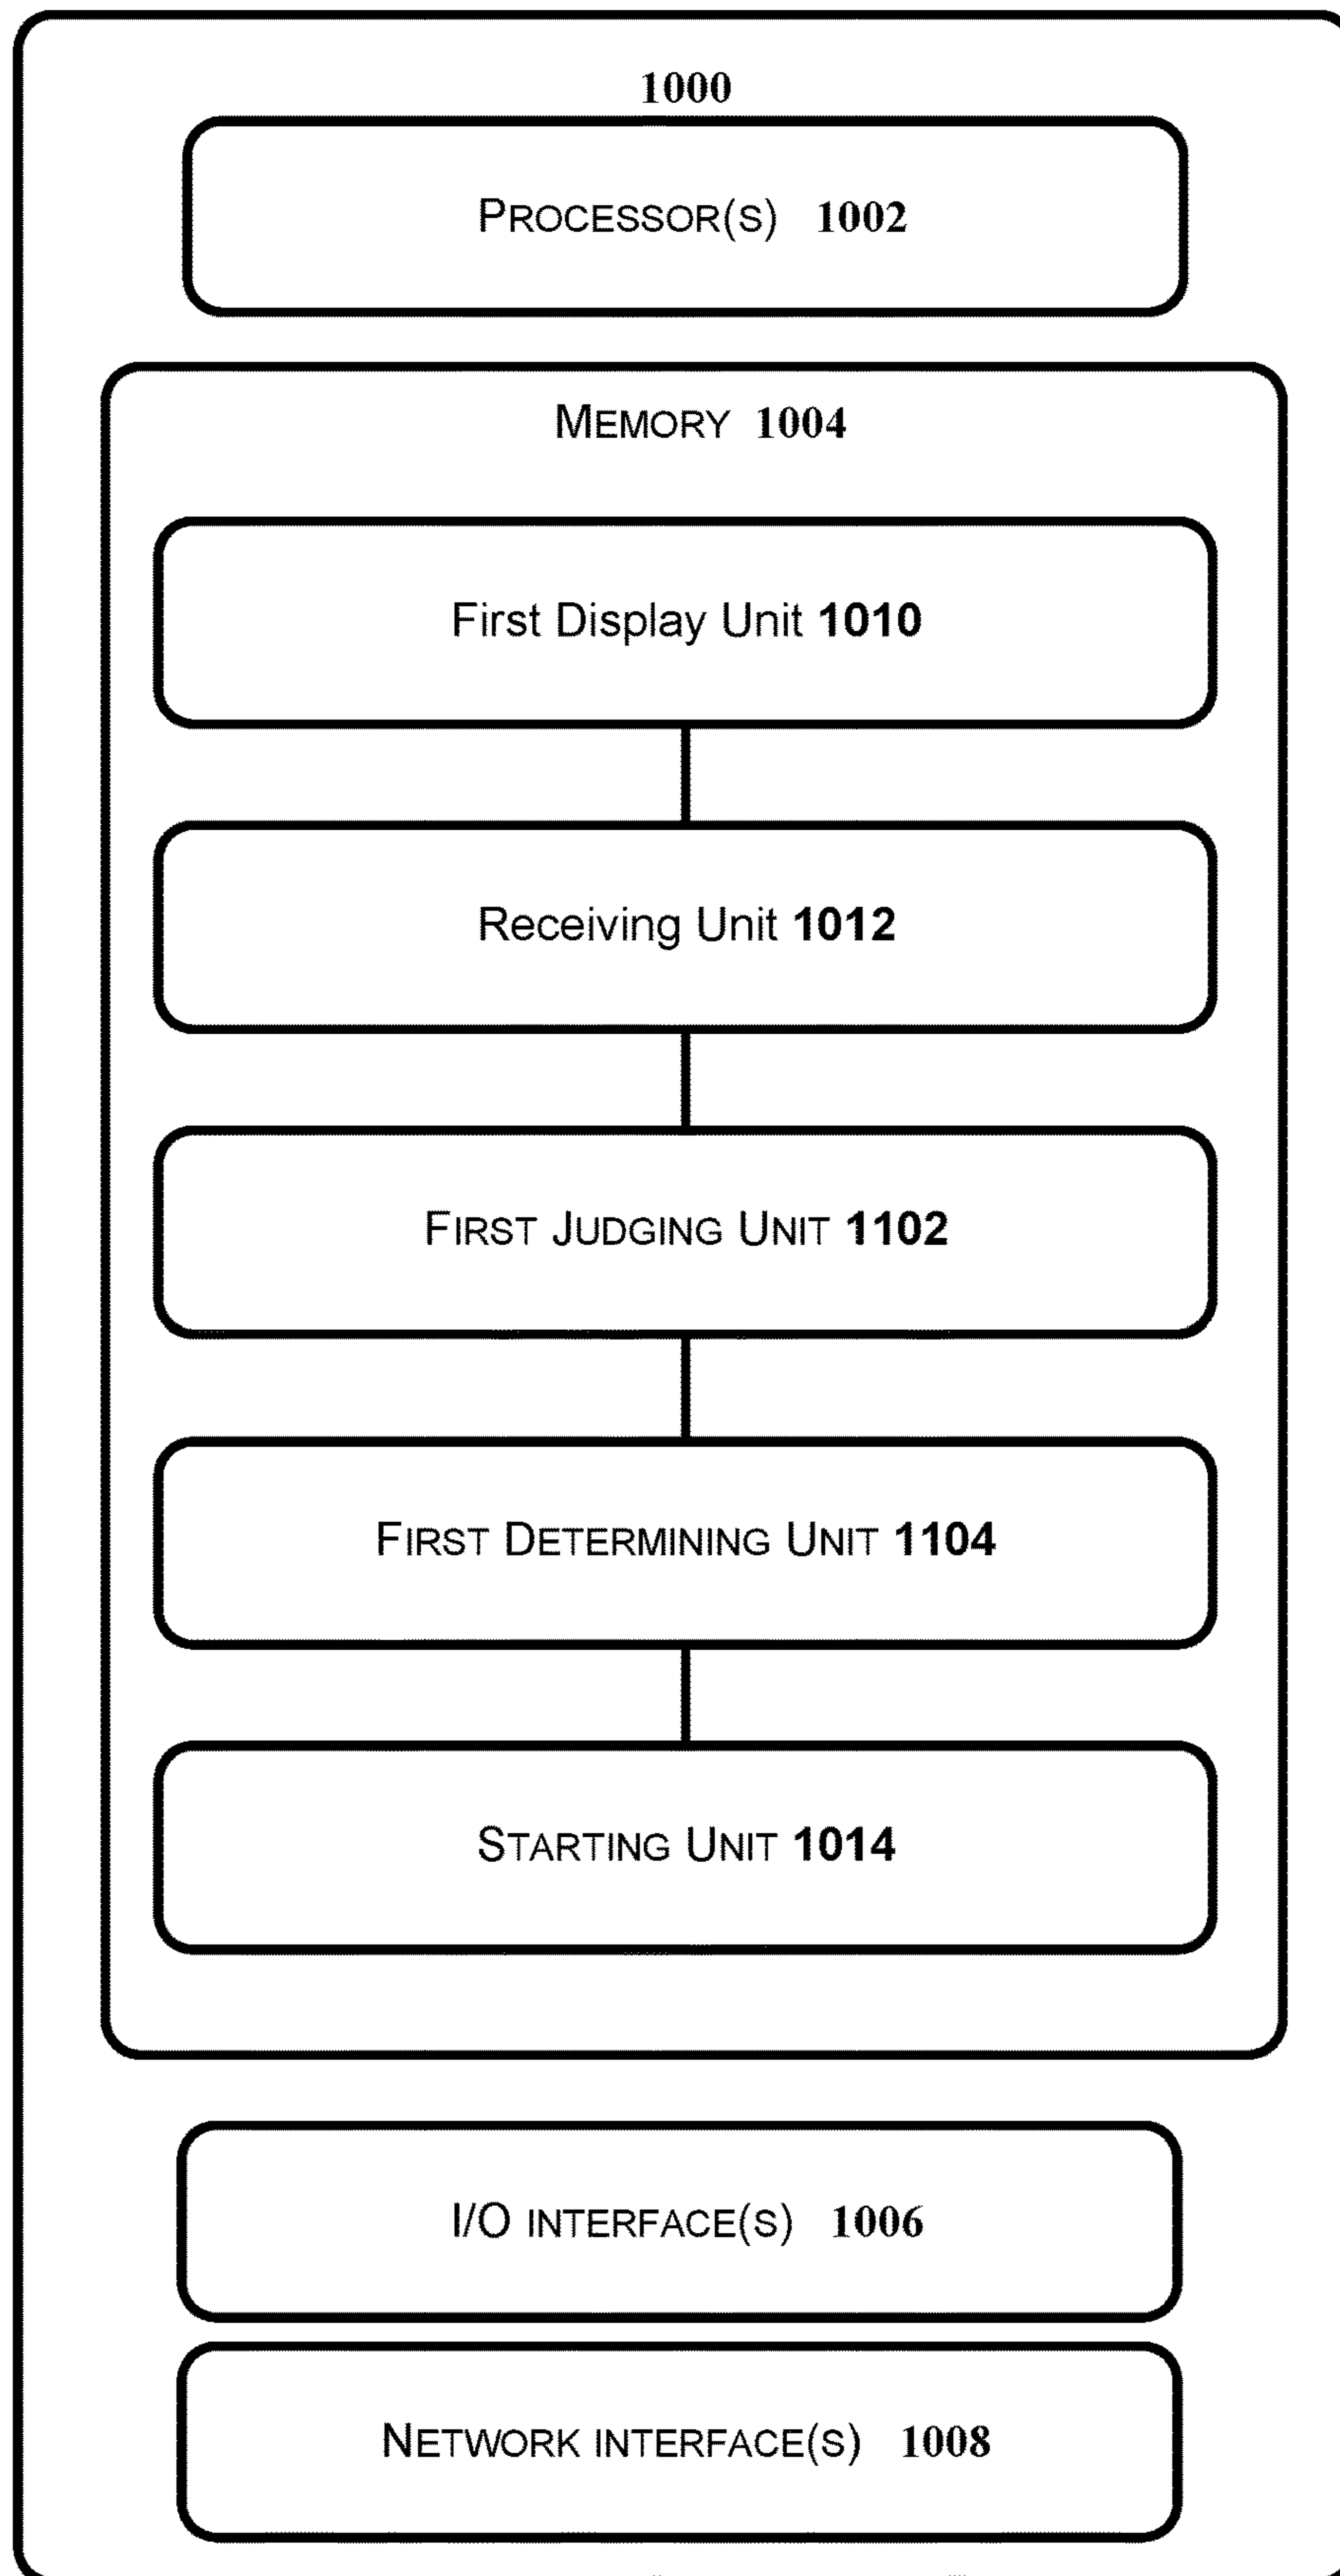 1000
PROCESSOR(S) 1002
MEMORY 1004
First Display Unit 1010
Receiving Unit 1012
FIRST JUDGING UNIT 1102
FIRST DETERMINING UNIT 1104
STARTING UNIT 1014
I/O INTERFACE(S) 1006
NETWORK INTERFACE(S) 1008